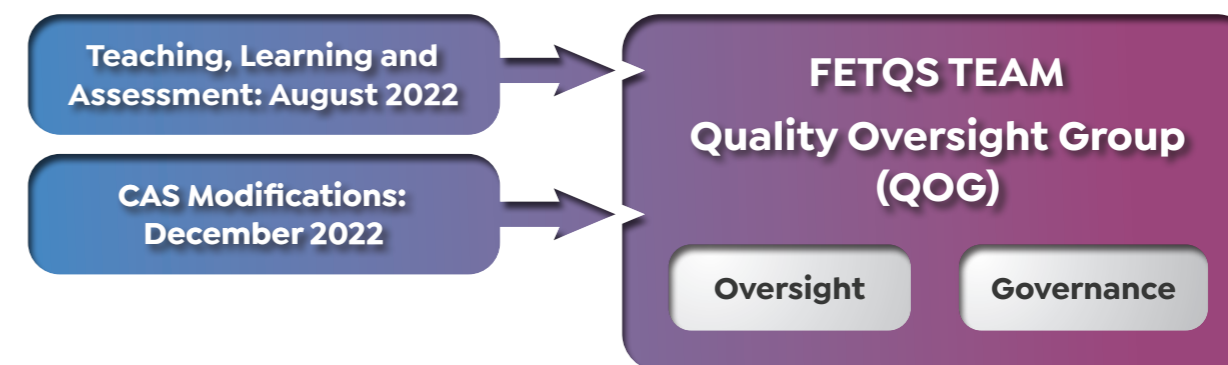 Teaching, Learning and
Assessment: August 2022
CAS Modifications:
December 2022
FETQS TEAM
Quality Oversight Group
(QOG)
Oversight
Governance